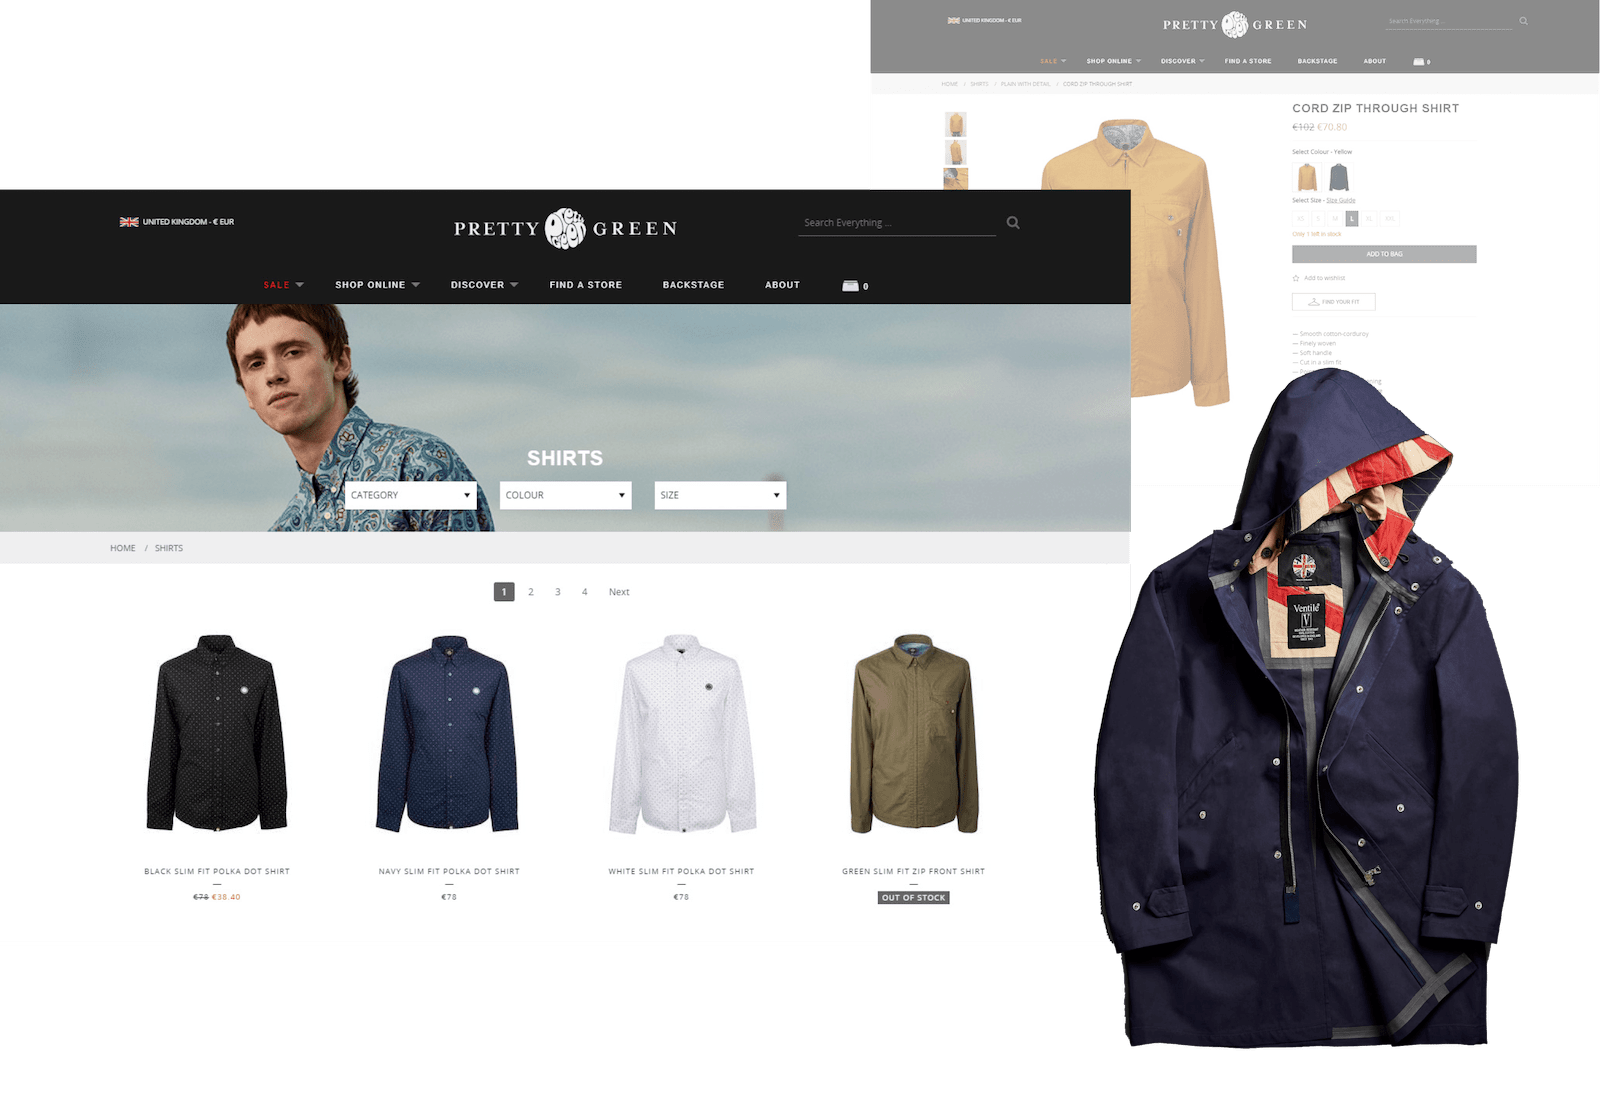 UNITED KINGDOM - € EUR
PRETTY GREEN
Search Everything ...
SALE
SHOP ONLINE
DISCOVER
FIND A STORE
BACKSTAGE
ABOUT
0
HOME / SHIRTS / PLAIN WITH DETAIL / CORD ZIP THROUGH SHIRT
CORD ZIP THROUGH SHIRT
€102 €70.80
Select Colour - Yellow
Select Size - Size Guide
XS S M L XL XXL
Only 1 left in stock
ADD TO BAG
Add to wishlist
FIND YOUR FIT
— Smooth cotton-corduroy
— Finely woven
— Soft handle
— Cut in a slim fit
UNITED KINGDOM - € EUR
PRETTY GREEN
Search Everything ...
SALE
SHOP ONLINE
DISCOVER
FIND A STORE
BACKSTAGE
ABOUT
0
SHIRTS
CATEGORY
COLOUR
SIZE
HOME / SHIRTS
1 2 3 4 Next
BLACK SLIM FIT POLKA DOT SHIRT
€78 €38.40
NAVY SLIM FIT POLKA DOT SHIRT
€78
WHITE SLIM FIT POLKA DOT SHIRT
€78
GREEN SLIM FIT ZIP FRONT SHIRT
OUT OF STOCK
Ventile
V